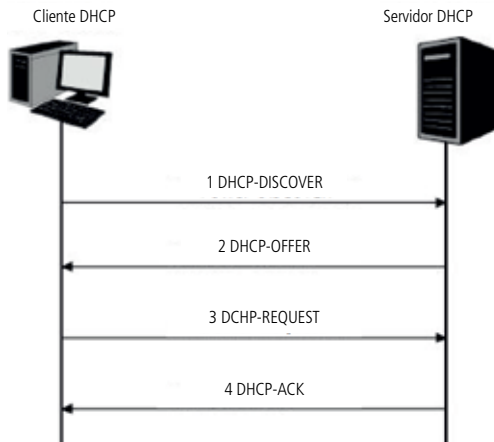 Cliente DHCP
Servidor DHCP
1 DHCP-DISCOVER
2 DHCP-OFFER
3 DCHP-REQUEST
4 DHCP-ACK